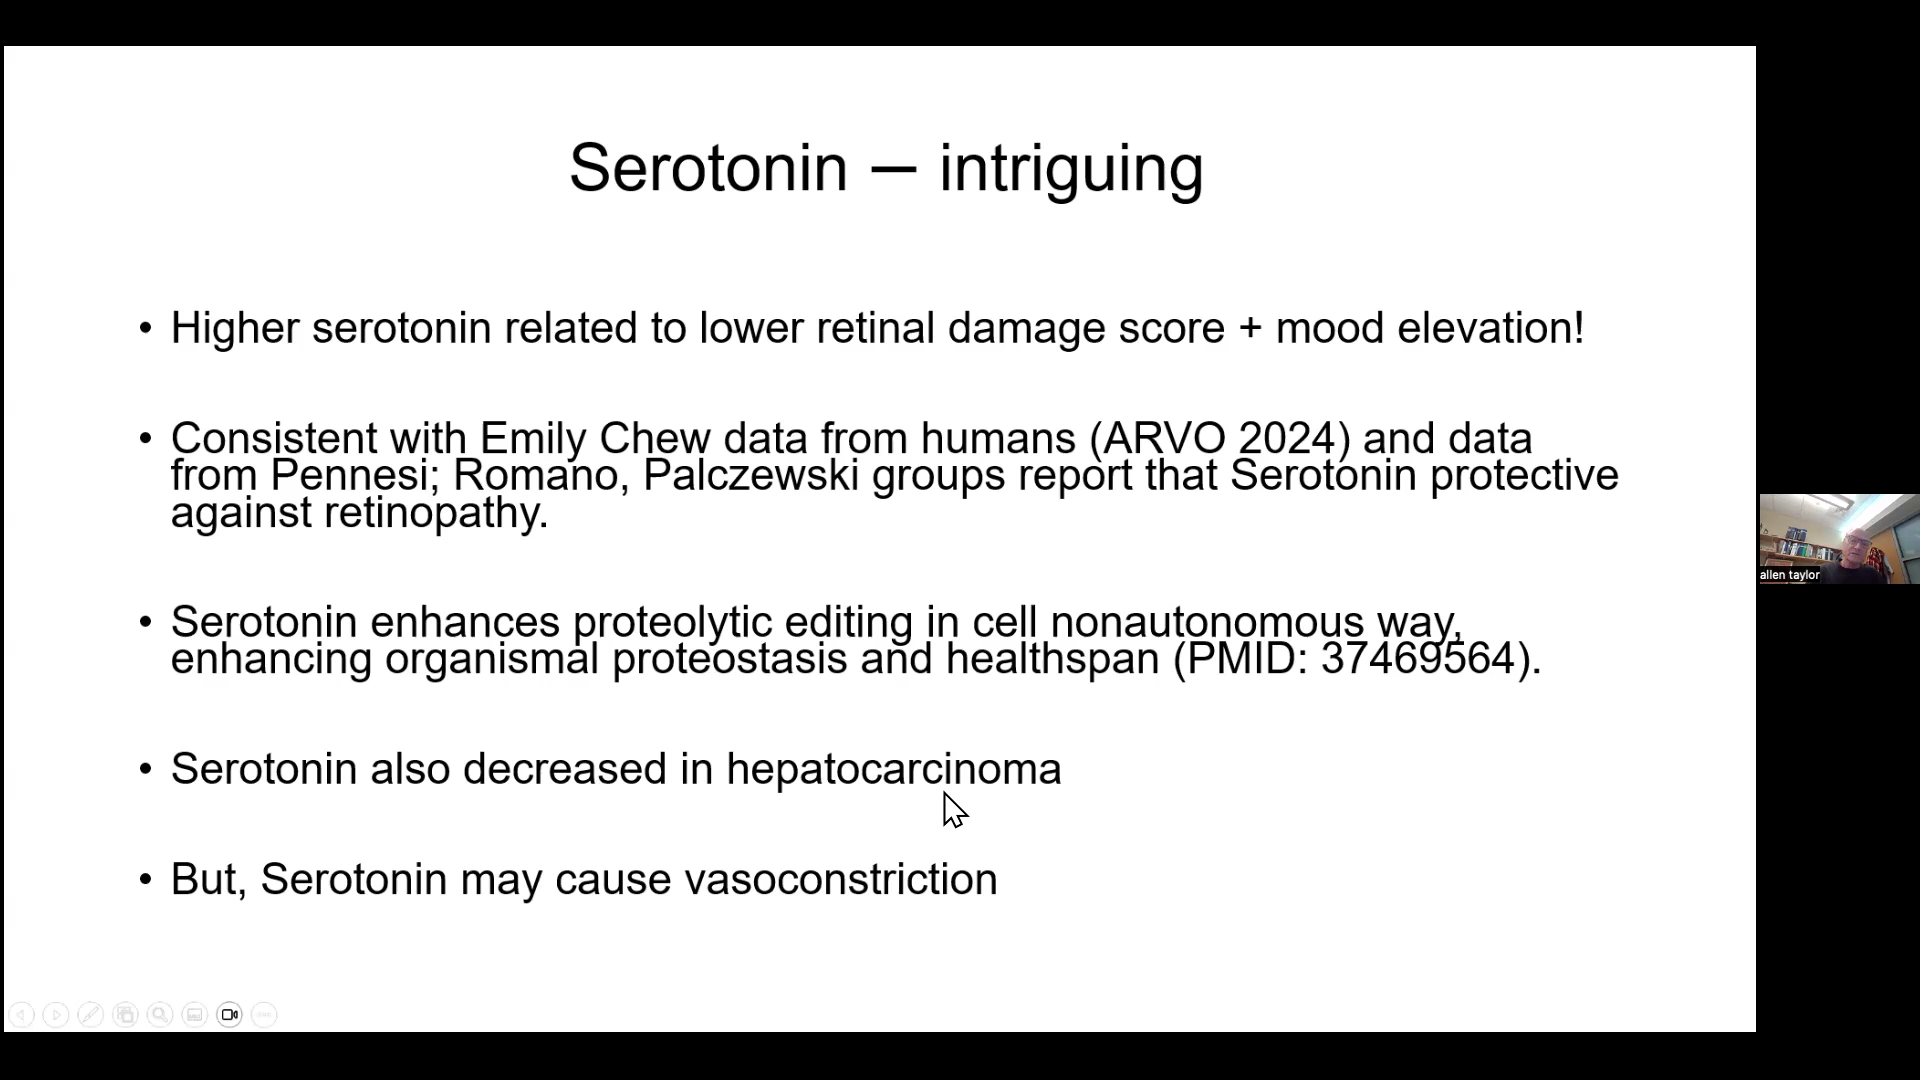 Serotonin — intriguing
• Higher serotonin related to lower retinal damage score + mood elevation!
• Consistent with Emily Chew data from humans (ARVO 2024) and data
from Pennesi; Romano, Palczewski groups report that Serotonin protective
against retinopathy.
• Serotonin enhances proteolytic editing in cell nonautonomous way,
enhancing organismal proteostasis and healthspan (PMID: 37469564).
• Serotonin also decreased in hepatocarcinoma
• But, Serotonin may cause vasoconstriction
allen taylor